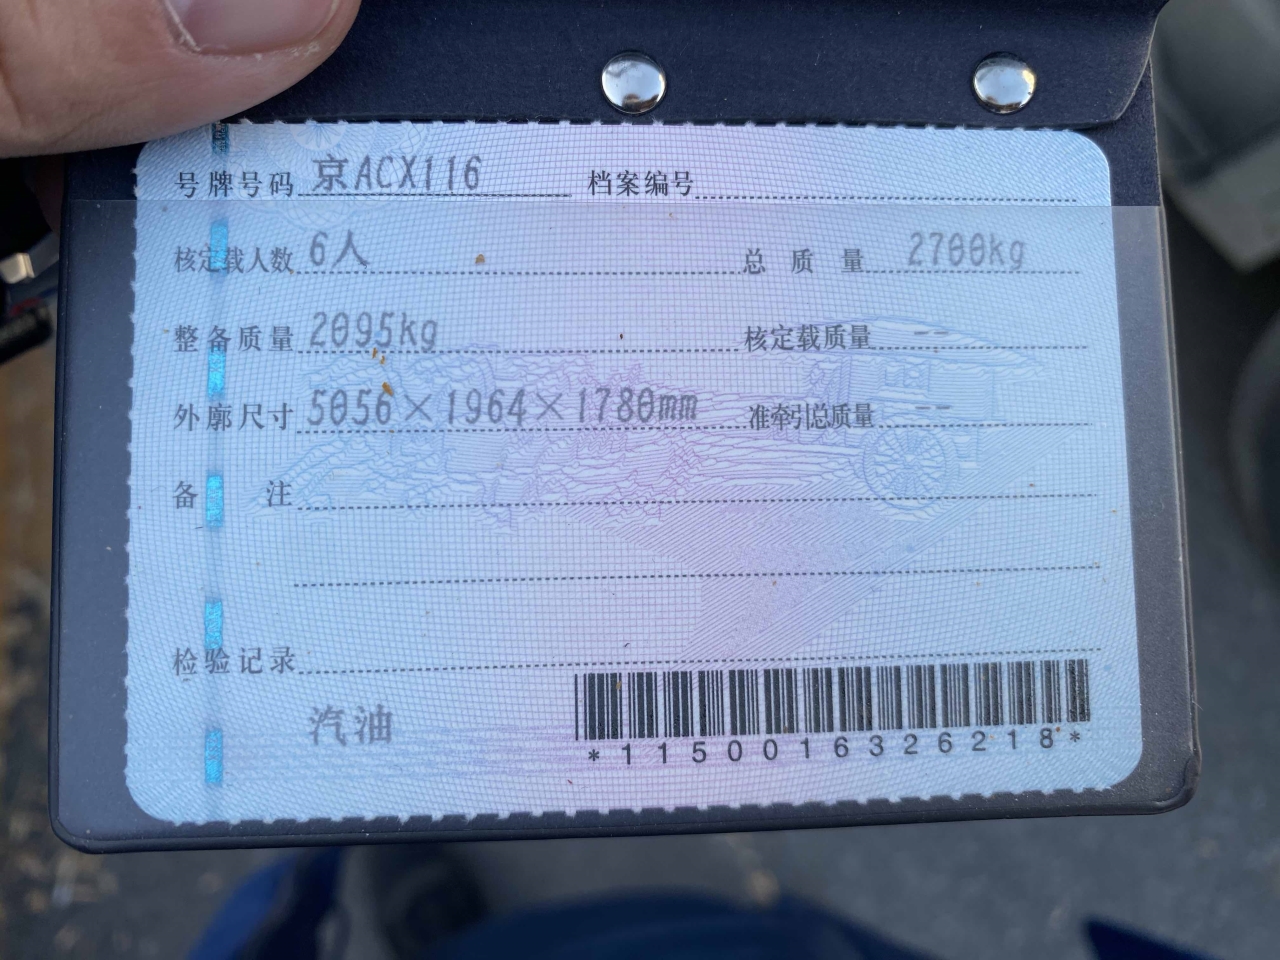 号牌号码 京ACX116 档案编号
核定载人数 6人 总质量 2700kg
整备质量 2095kg 核定载质量 --
外廓尺寸 5056×1964×1780mm 准牵引总质量 --
备注
检验记录
汽油
*1150016326218*